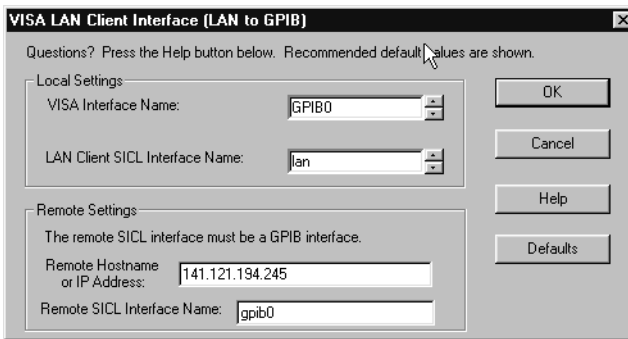 VISA LAN Client Interface (LAN to GPIB)
Questions? Press the Help button below. Recommended default values are shown.
Local Settings
VISA Interface Name:
GPIB0
LAN Client SICL Interface Name:
lan
OK
Cancel
Help
Defaults
Remote Settings
The remote SICL interface must be a GPIB interface.
Remote Hostname
or IP Address:
141.121.194.245
Remote SICL Interface Name:
gpib0